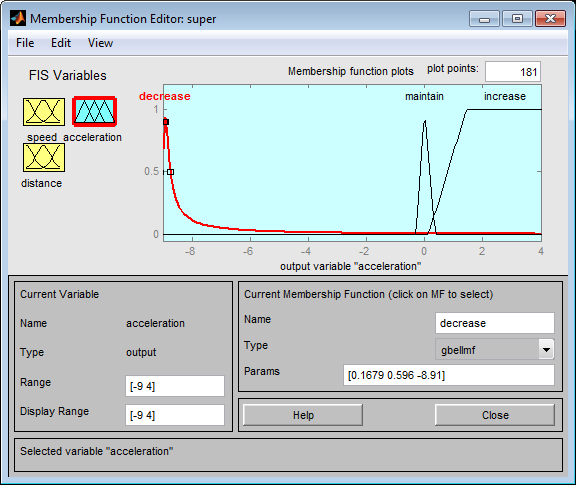 Membership Function Editor: super
File Edit View
FIS Variables
speed acceleration
distance
Membership function plots plot points: 181
decrease maintain increase
1
0.5
0
-8 -6 -4 -2 0 2 4
output variable "acceleration"
Current Variable
Name acceleration
Type output
Range [-9 4]
Display Range [-9 4]
Current Membership Function (click on MF to select)
Name decrease
Type gbellmf
Params [0.1679 0.596 -8.91]
Help Close
Selected variable "acceleration"